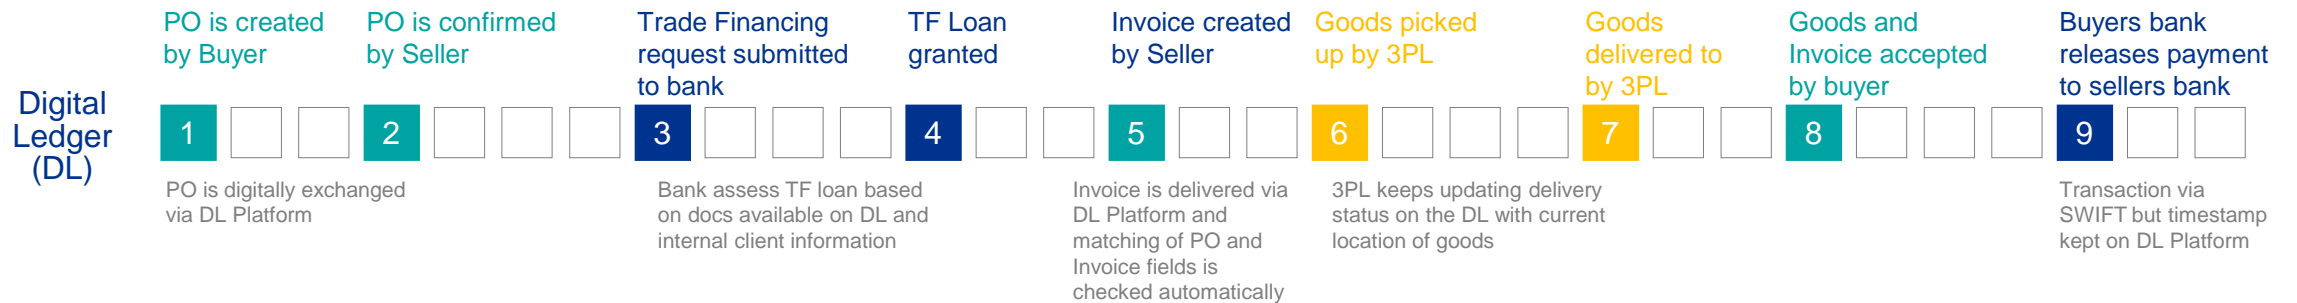 PO is created
by Buyer
PO is confirmed
by Seller
Trade Financing
request submitted
to bank
TF Loan
granted
Invoice created
by Seller
Goods picked
up by 3PL
Goods
delivered to
by 3PL
Goods and
Invoice accepted
by buyer
Buyers bank
releases payment
to sellers bank
Digital
Ledger
(DL)
1
2
3
4
5
6
7
8
9
PO is digitally exchanged
via DL Platform
Bank assess TF loan based
on docs available on DL and
internal client information
Invoice is delivered via
DL Platform and
matching of PO and
Invoice fields is
checked automatically
3PL keeps updating delivery
status on the DL with current
location of goods
Transaction via
SWIFT but timestamp
kept on DL Platform